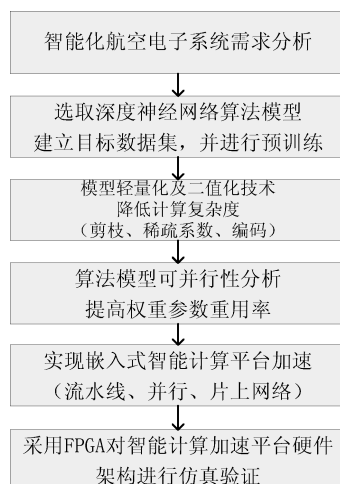 智能化航空电子系统需求分析
选取深度神经网络算法模型
建立目标数据集，并进行预训练
模型轻量化及二值化技术
降低计算复杂度
（剪枝、稀疏系数、编码）
算法模型可并行性分析
提高权重参数重用率
实现嵌入式智能计算平台加速
（流水线、并行、片上网络）
采用FPGA对智能计算加速平台硬件
架构进行仿真验证